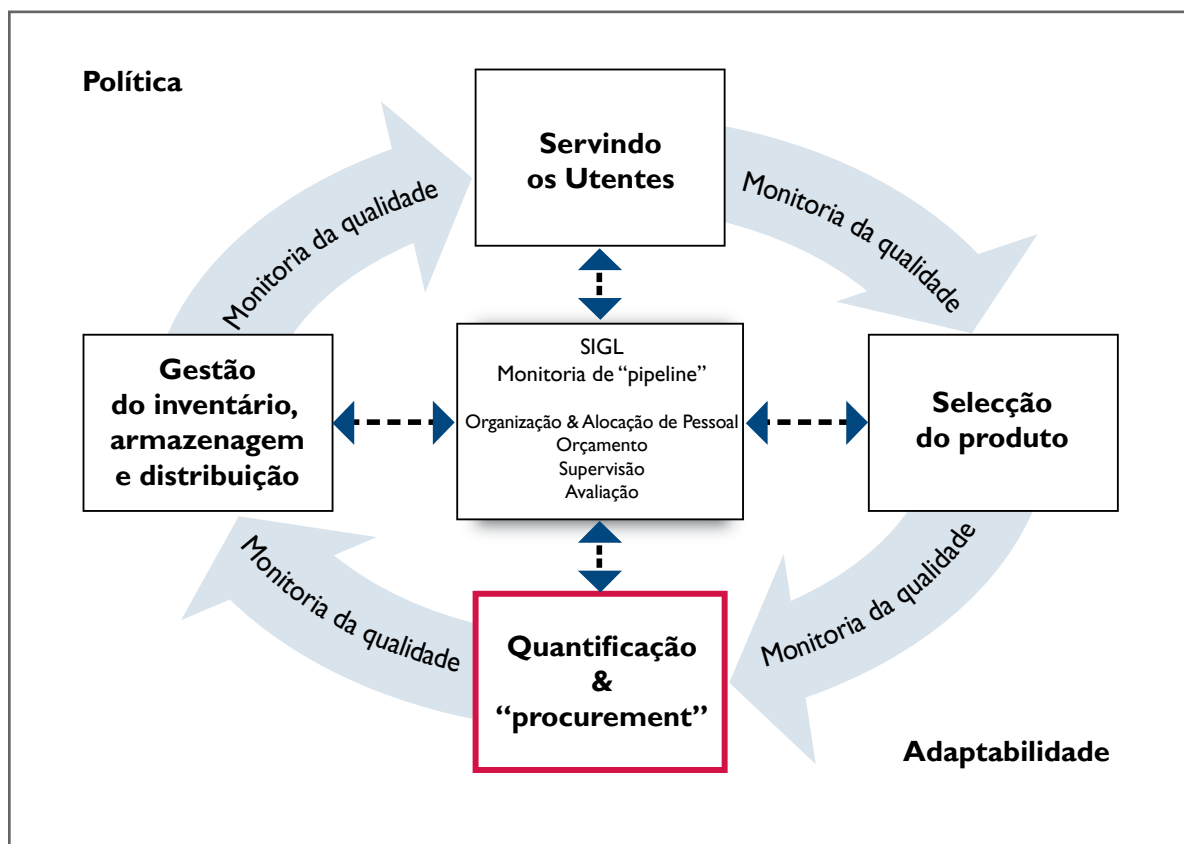 Política
Servindo
os Utentes
Monitoria da qualidade
Monitoria da qualidade
Gestão
do inventário,
armazenagem
e distribuição
SIGL
Monitoria de “pipeline”
Organização & Alocação de Pessoal
Orçamento
Supervisão
Avaliação
Selecção
do produto
Monitoria da qualidade
Monitoria da qualidade
Quantificação
&
“procurement”
Adaptabilidade